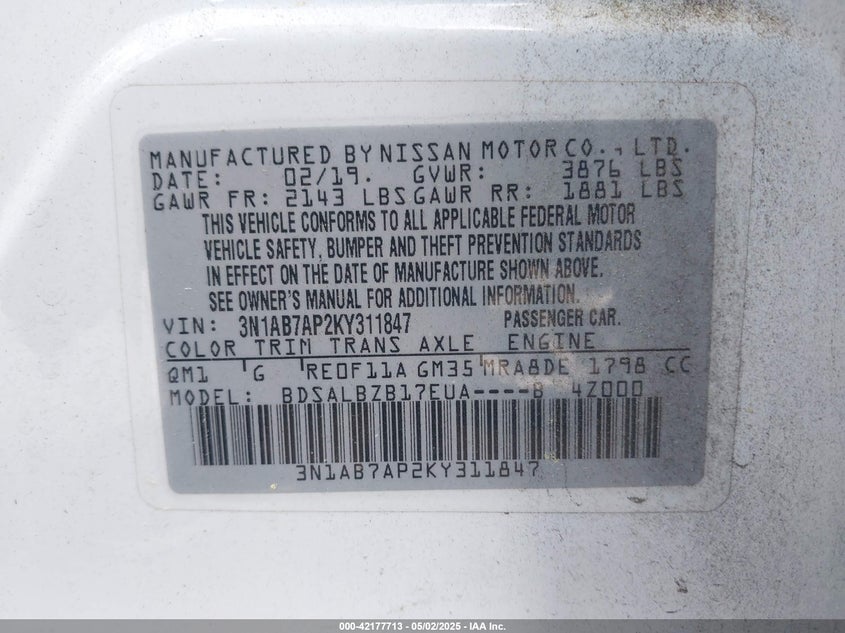 MANUFACTURED BY NISSAN MOTOR CO., LTD.
DATE: 02/19. GVWR: 3876 LBS
GAWR FR: 2143 LBS GAWR RR: 1881 LBS
THIS VEHICLE CONFORMS TO ALL APPLICABLE FEDERAL MOTOR
VEHICLE SAFETY, BUMPER AND THEFT PREVENTION STANDARDS
IN EFFECT ON THE DATE OF MANUFACTURE SHOWN ABOVE.
SEE OWNER'S MANUAL FOR ADDITIONAL INFORMATION.
VIN: 3N1AB7AP2KY311847 PASSENGER CAR.
COLOR TRIM TRANS AXLE ENGINE
QM1 G RE0F11A GM35 MRA8DE 1798 CC
MODEL: BDSALBZB17EUA----B 4Z000
3N1AB7AP2KY311847
000-42177713 - 05/02/2025 - IAA Inc.